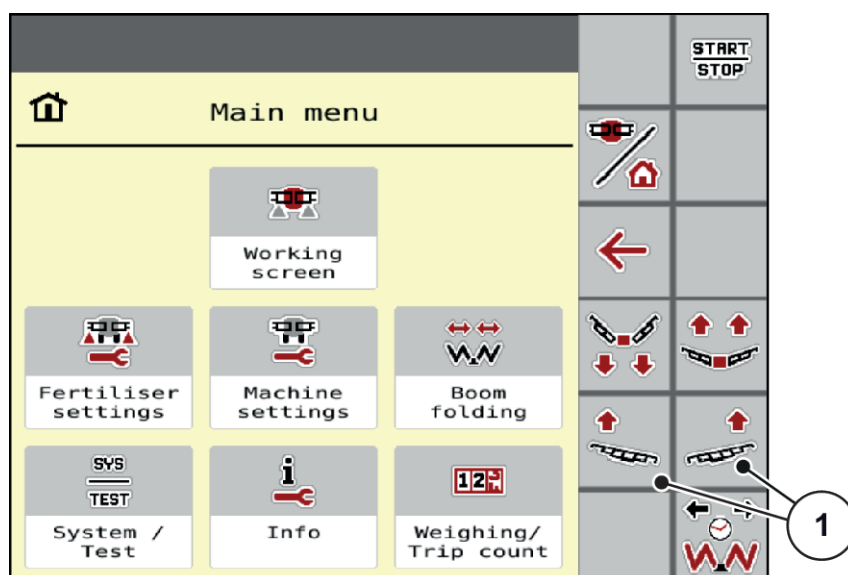 START
STOP
Main menu
Working
screen
Fertiliser
settings
Machine
settings
Boom
folding
SYS
TEST
System /
Test
i
Info
12
Weighing/
Trip count
1